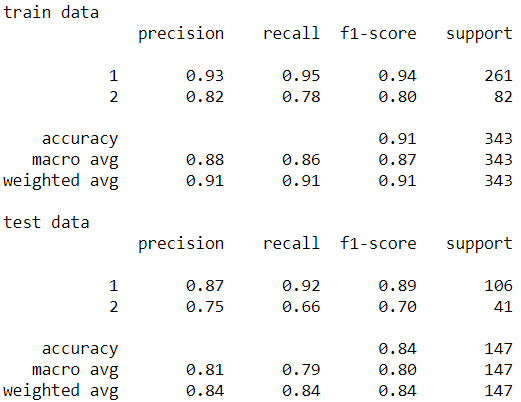 train data
precision recall f1-score support
1 0.93 0.95 0.94 261
2 0.82 0.78 0.80 82
accuracy 0.91 343
macro avg 0.88 0.86 0.87 343
weighted avg 0.91 0.91 0.91 343
test data
precision recall f1-score support
1 0.87 0.92 0.89 106
2 0.75 0.66 0.70 41
accuracy 0.84 147
macro avg 0.81 0.79 0.80 147
weighted avg 0.84 0.84 0.84 147